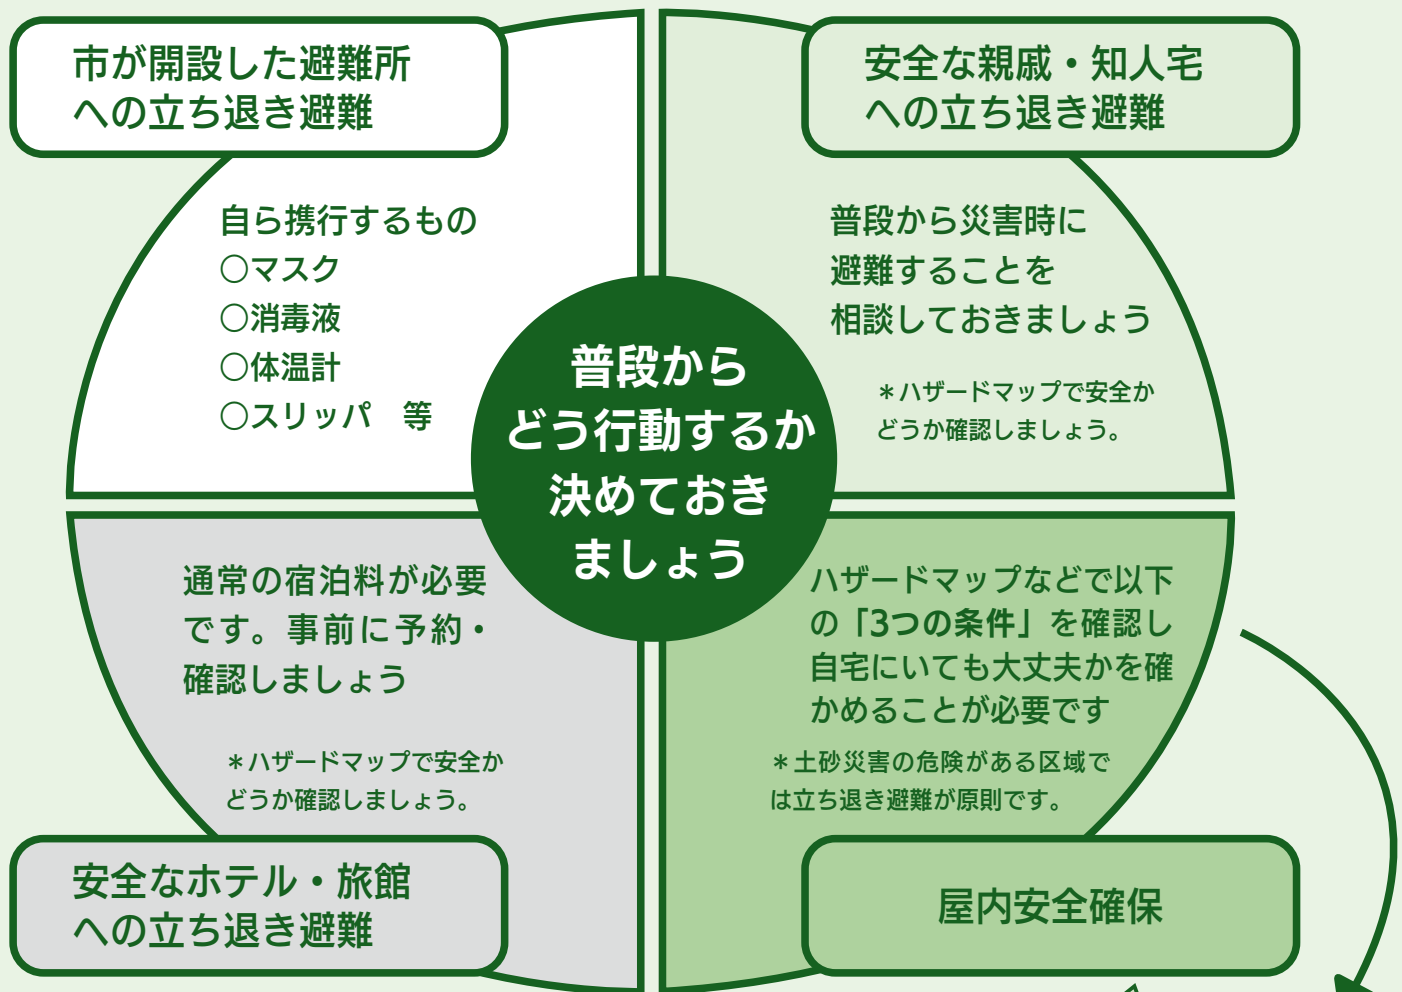 市が開設した避難所
への立ち退き避難
自ら携行するもの
○マスク
○消毒液
○体温計
○スリッパ　等
安全な親戚・知人宅
への立ち退き避難
普段から災害時に
避難することを
相談しておきましょう
＊ハザードマップで安全か
どうか確認しましょう。
普段から
どう行動するか
決めておき
ましょう
通常の宿泊料が必要
です。事前に予約・
確認しましょう
＊ハザードマップで安全か
どうか確認しましょう。
安全なホテル・旅館
への立ち退き避難
ハザードマップなどで以下
の「3つの条件」を確認し
自宅にいても大丈夫かを確
かめることが必要です
＊土砂災害の危険がある区域で
は立ち退き避難が原則です。
屋内安全確保